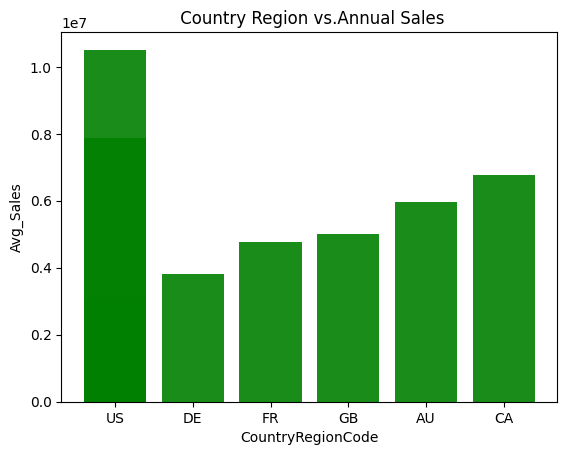 Country Region vs.Annual Sales
1e7
1.0
0.8
0.6
0.4
0.2
0.0
Avg_Sales
US DE FR GB AU CA
CountryRegionCode